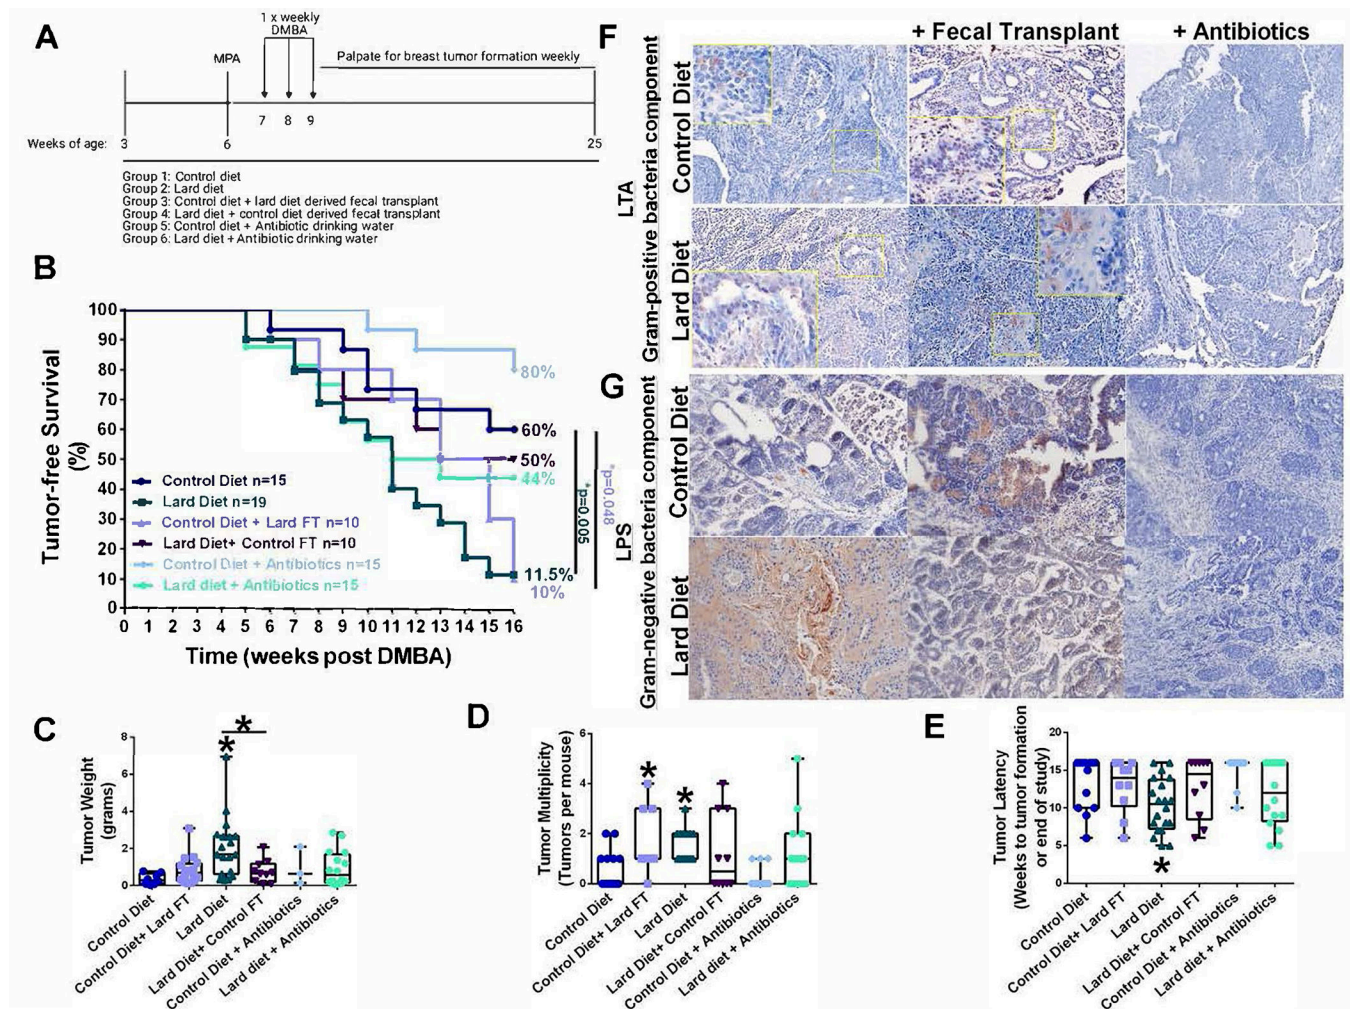 A
1 x weekly
DMBA
MPA
Palpate for breast tumor formation weekly
7 8 9
Weeks of age: 3 6 25
Group 1: Control diet
Group 2: Lard diet
Group 3: Control diet + lard diet derived fecal transplant
Group 4: Lard diet + control diet derived fecal transplant
Group 5: Control diet + Antibiotic drinking water
Group 6: Lard diet + Antibiotic drinking water
B
Tumor-free Survival
(%)
100
90
80
70
60
50
40
30
20
10
0
80%
60%
50%
44%
11.5%
10%
*p=0.005
*p=0.048
Control Diet n=15
Lard Diet n=19
Control Diet + Lard FT n=10
Lard Diet+ Control FT n=10
Control Diet + Antibiotics n=15
Lard diet + Antibiotics n=15
0 1 2 3 4 5 6 7 8 9 10 11 12 13 14 15 16
Time (weeks post DMBA)
C
Tumor Weight
(grams)
8
6
4
2
0
*
*
Control Diet
Control Diet+ Lard FT
Lard Diet
Lard Diet+ Control FT
Control Diet + Antibiotics
Lard diet + Antibiotics
D
Tumor Multiplicity
(Tumors per mouse)
6
4
2
0
*
*
Control Diet
Control Diet+ Lard FT
Lard Diet
Lard Diet+ Control FT
Control Diet + Antibiotics
Lard diet + Antibiotics
E
Tumor Latency
(Weeks to tumor formation
or end of study)
20
15
10
5
0
*
Control Diet
Control Diet+ Lard FT
Lard Diet
Lard Diet+ Control FT
Control Diet + Antibiotics
Lard diet + Antibiotics
F
+ Fecal Transplant
+ Antibiotics
LTA
Gram-positive bacteria component
Control Diet
Lard Diet
G
LPS
Gram-negative bacteria component
Control Diet
Lard Diet